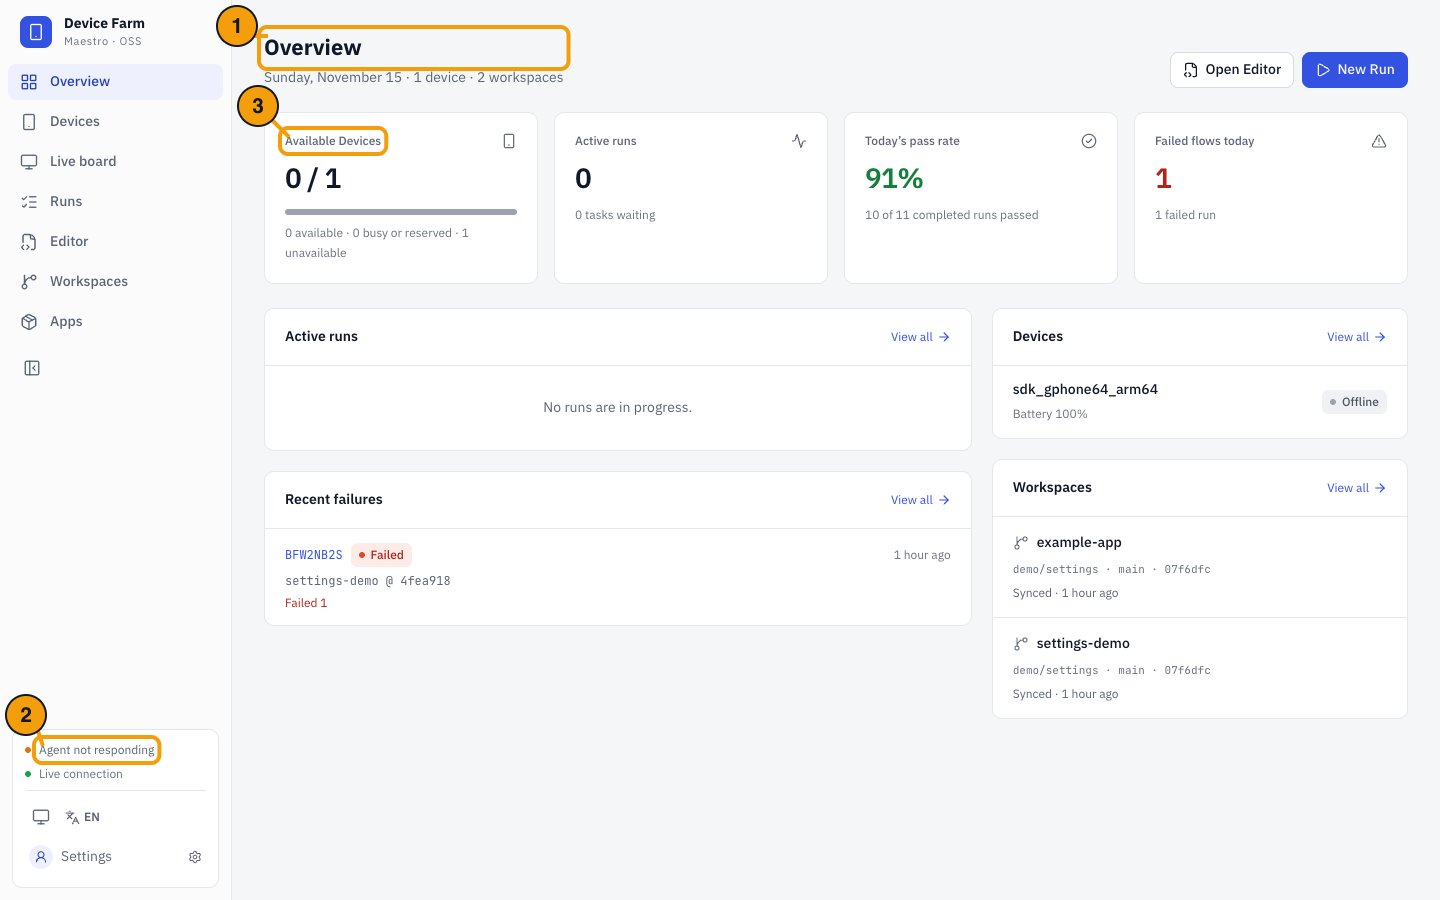 Device Farm
Maestro · OSS
Overview
Devices
Live board
Runs
Editor
Workspaces
Apps
2
Agent not responding
Live connection
EN
Settings
1
Overview
Sunday, November 15 · 1 device · 2 workspaces
Open Editor
New Run
3
Available Devices
0 / 1
0 available · 0 busy or reserved · 1
unavailable
Active runs
0
0 tasks waiting
Today’s pass rate
91%
10 of 11 completed runs passed
Failed flows today
1
1 failed run
Active runs
View all
No runs are in progress.
Recent failures
View all
BFW2NB2S
Failed
1 hour ago
settings-demo @ 4fea918
Failed 1
Devices
View all
sdk_gphone64_arm64
Battery 100%
Offline
Workspaces
View all
example-app
demo/settings · main · 07f6dfc
Synced · 1 hour ago
settings-demo
demo/settings · main · 07f6dfc
Synced · 1 hour ago